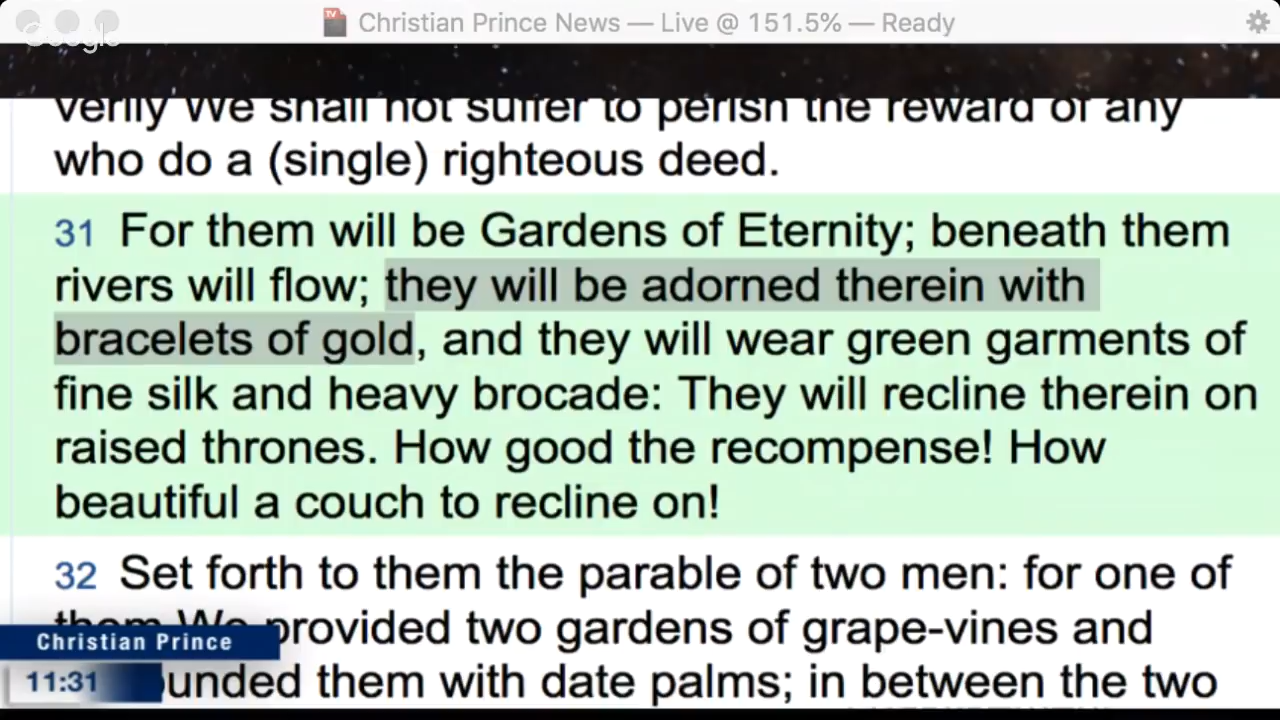 Christian Prince News — Live @ 151.5% — Ready
Google
verily We shall not suffer to perish the reward of any
who do a (single) righteous deed.
31 For them will be Gardens of Eternity; beneath them
rivers will flow; they will be adorned therein with
bracelets of gold, and they will wear green garments of
fine silk and heavy brocade: They will recline therein on
raised thrones. How good the recompense! How
beautiful a couch to recline on!
32 Set forth to them the parable of two men: for one of
them We provided two gardens of grape-vines and
Christian Prince
unded them with date palms; in between the two
11:31